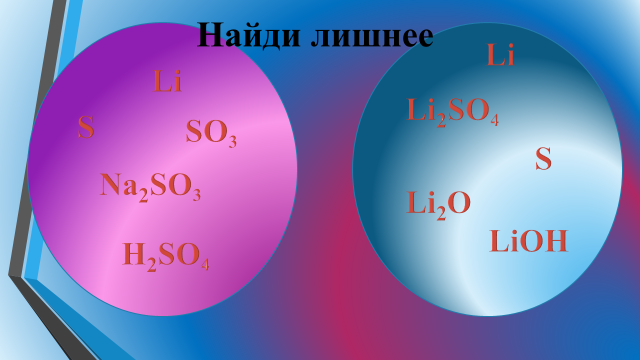 Найди лишнее
Li
S
SO₃
Na₂SO₃
H₂SO₄
Li
Li₂SO₄
S
Li₂O
LiOH